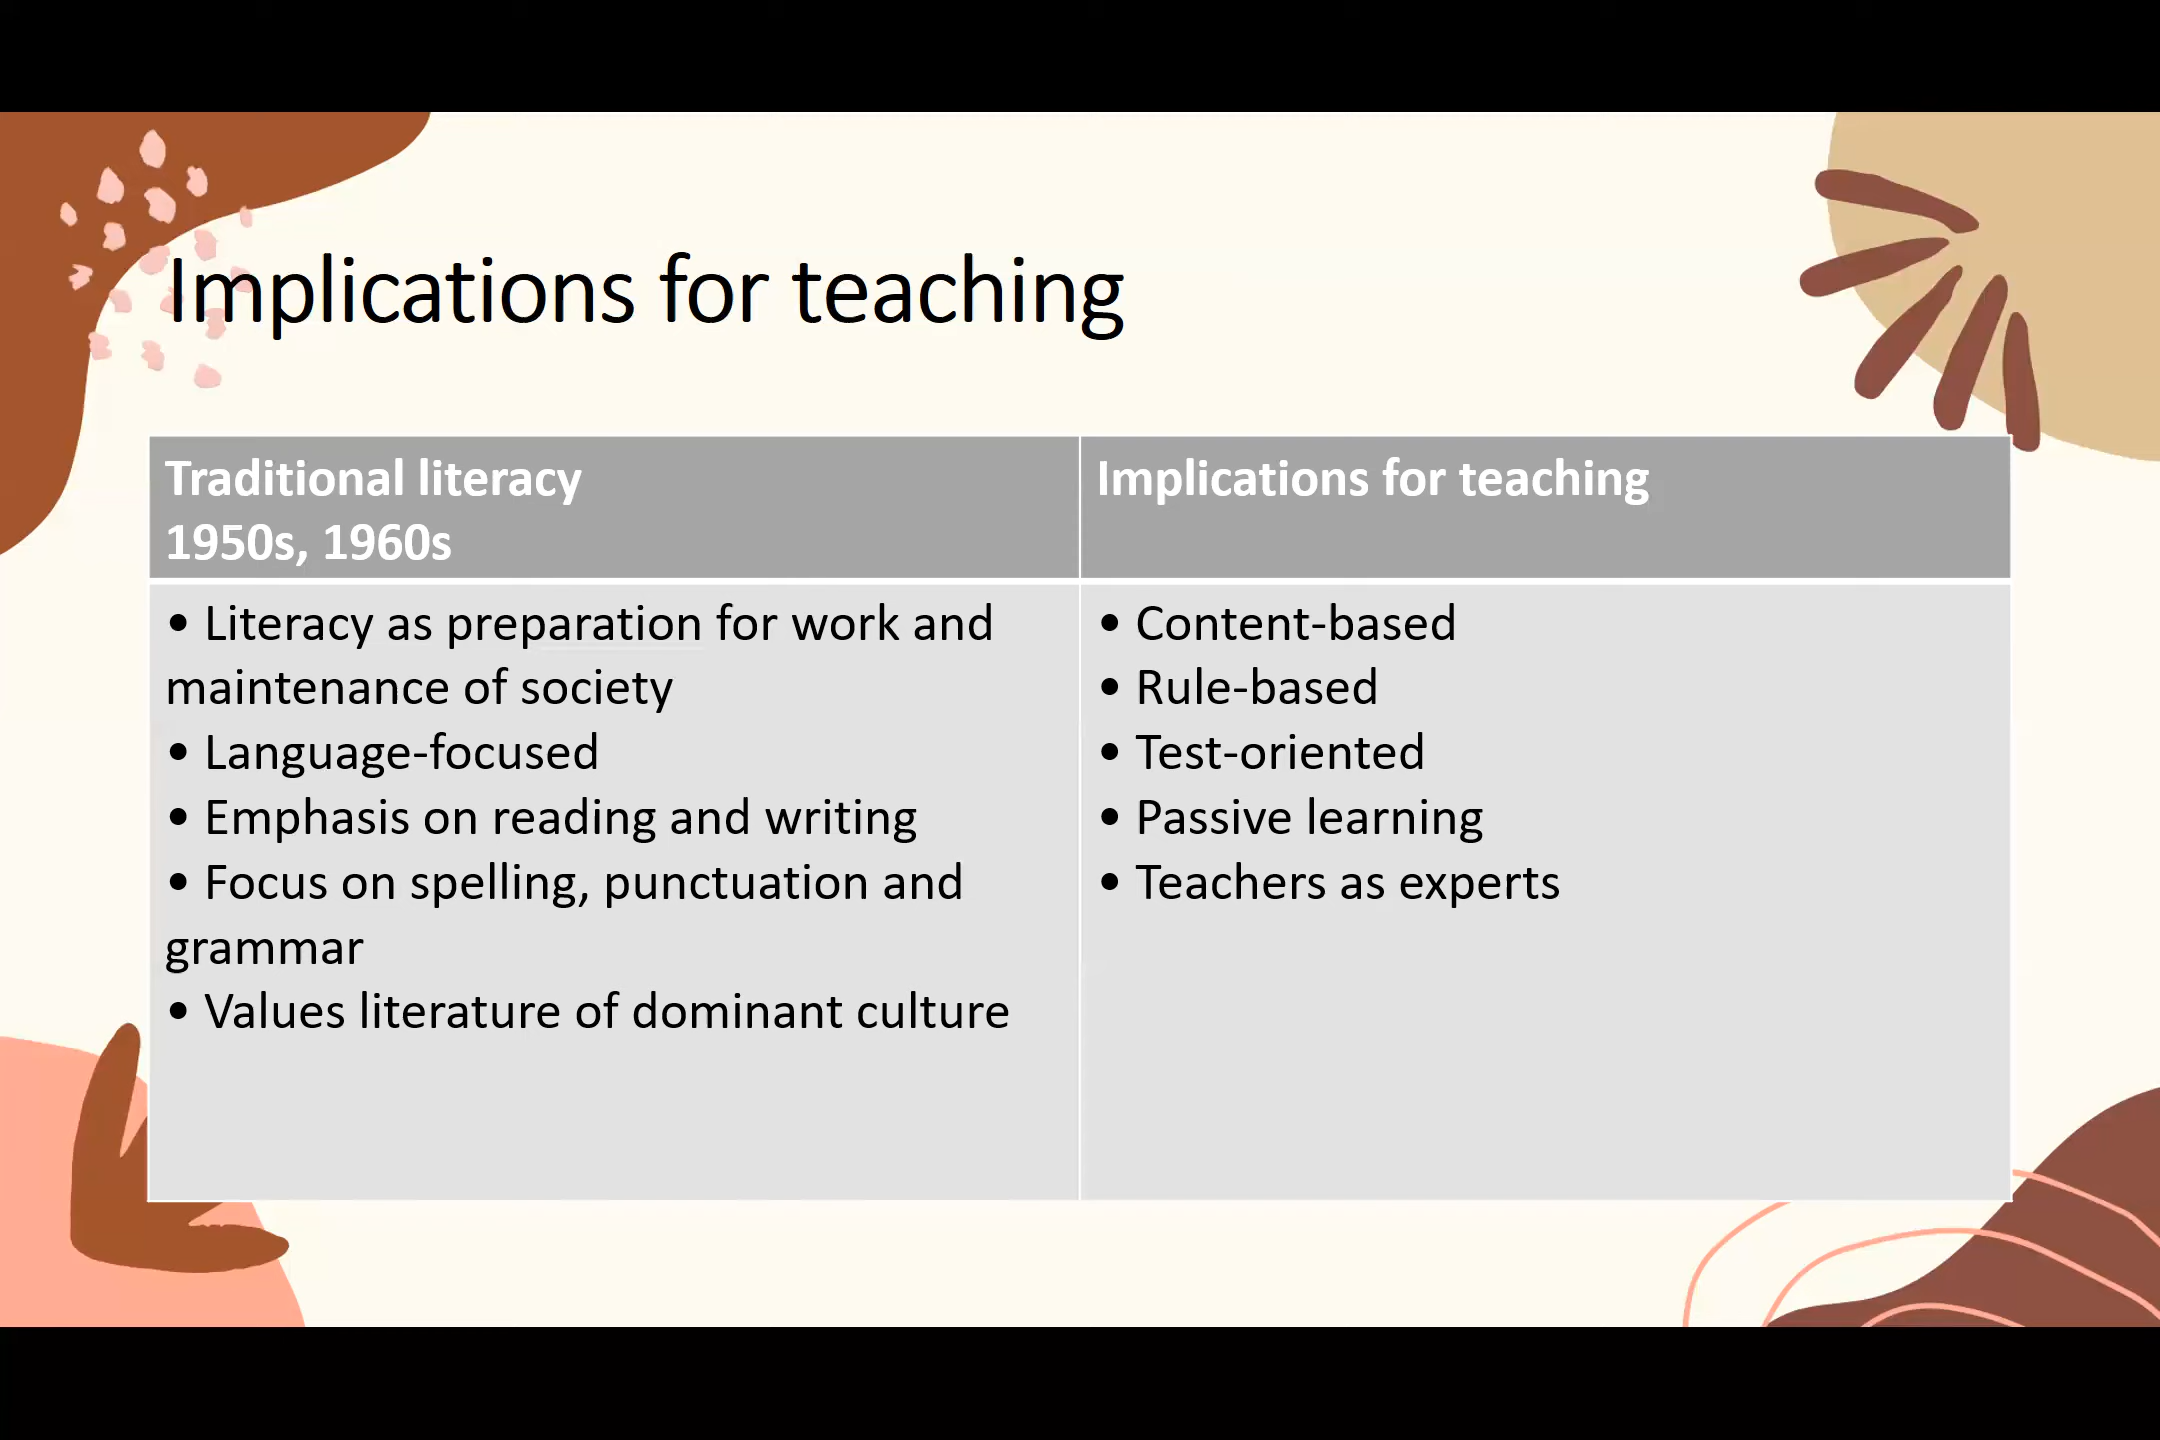 Implications for teaching
Traditional literacy
1950s, 1960s
Implications for teaching
• Literacy as preparation for work and
maintenance of society
• Language-focused
• Emphasis on reading and writing
• Focus on spelling, punctuation and
grammar
• Values literature of dominant culture
• Content-based
• Rule-based
• Test-oriented
• Passive learning
• Teachers as experts